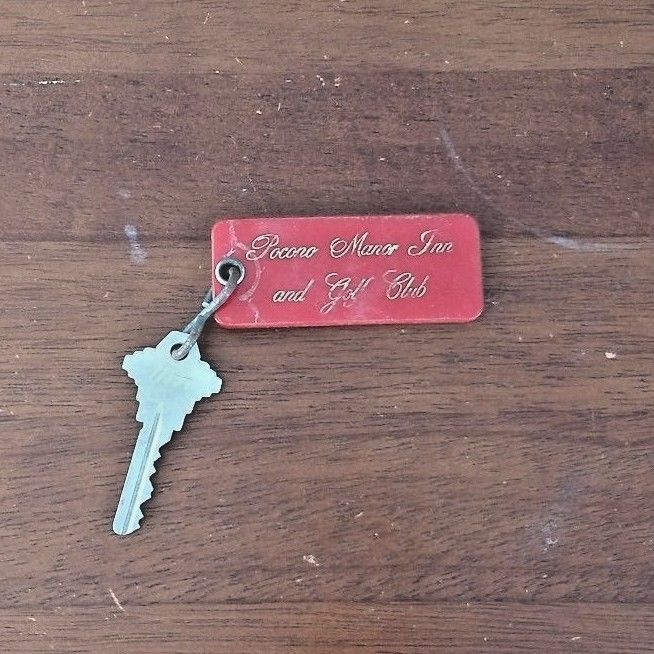 Pocono Manor Inn
and Golf Club